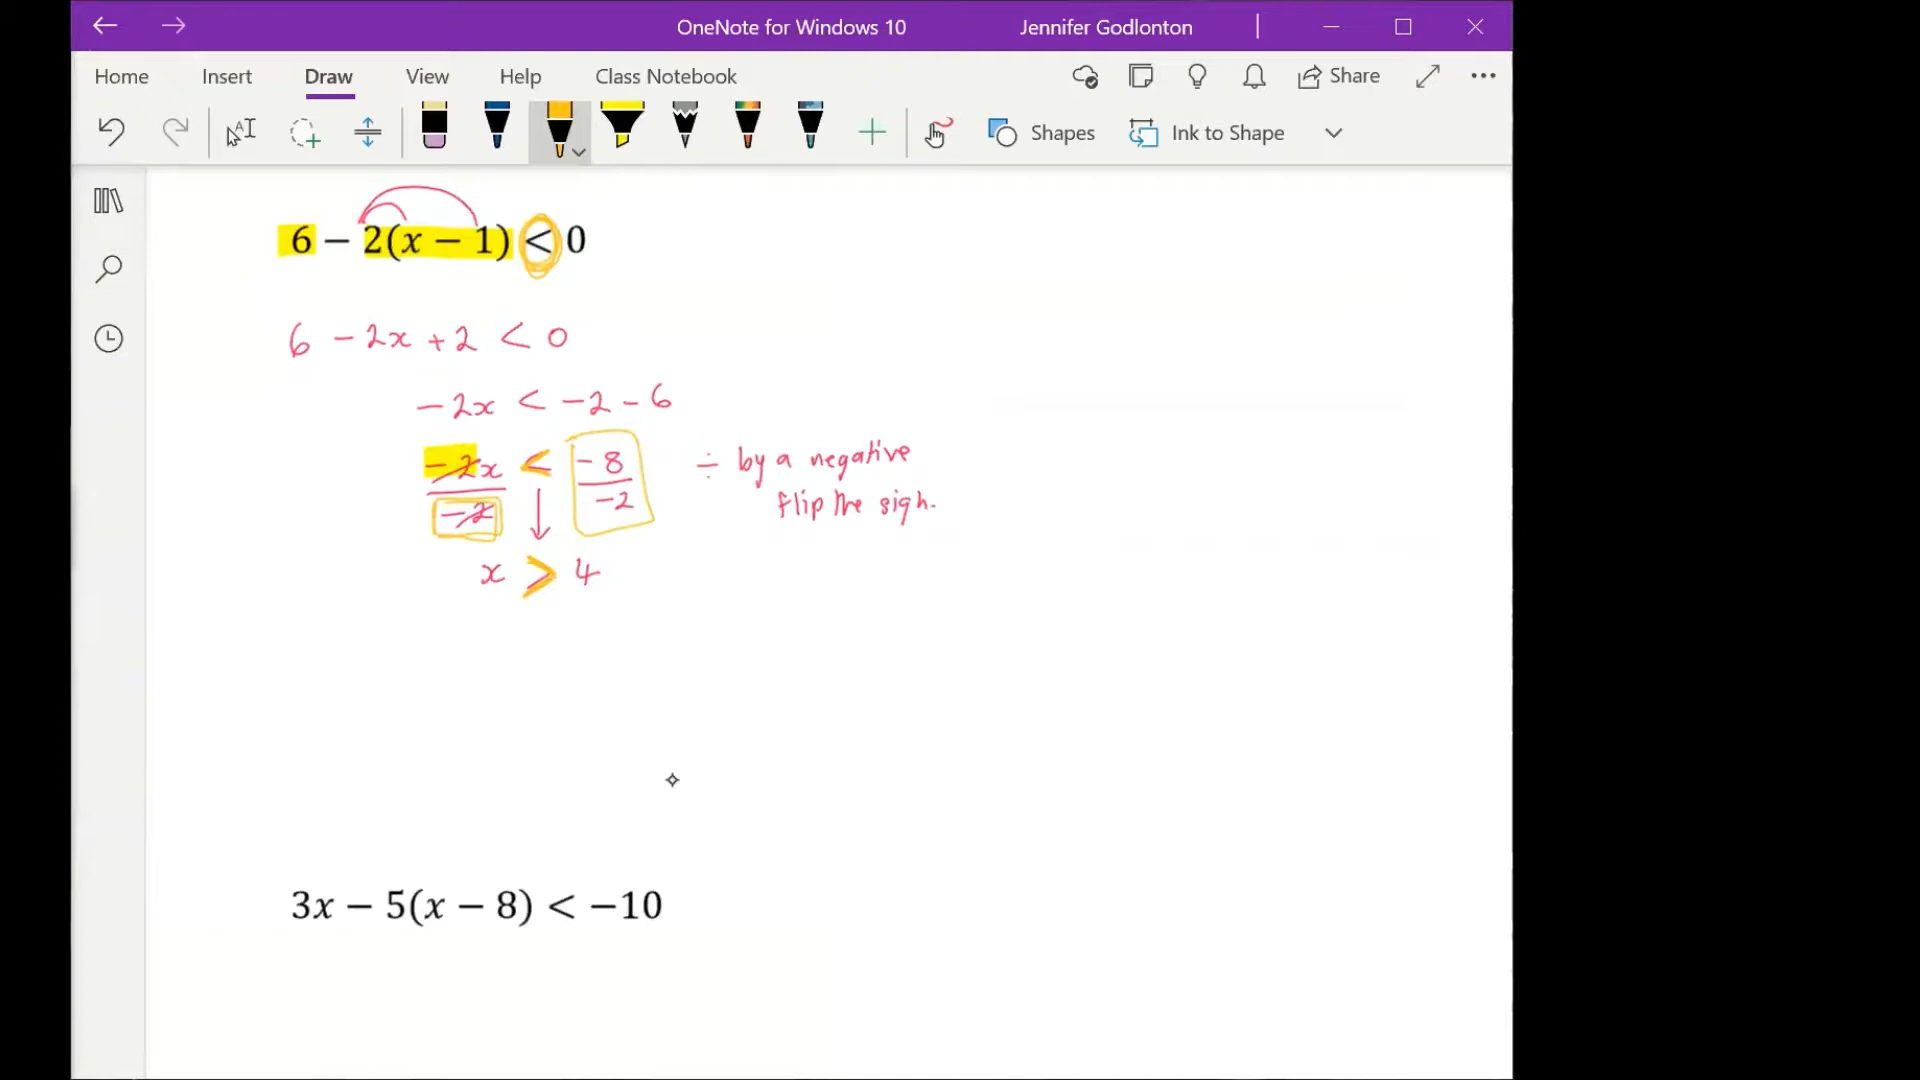 OneNote for Windows 10 Jennifer Godlonton
Home Insert Draw View Help Class Notebook Share
Shapes Ink to Shape
6 − 2(x − 1) < 0
6 − 2x + 2 < 0
−2x < −2 − 6
−2x < −8 ÷ by a negative
−2 −2 flip the sign.
x > 4
3x − 5(x − 8) < −10